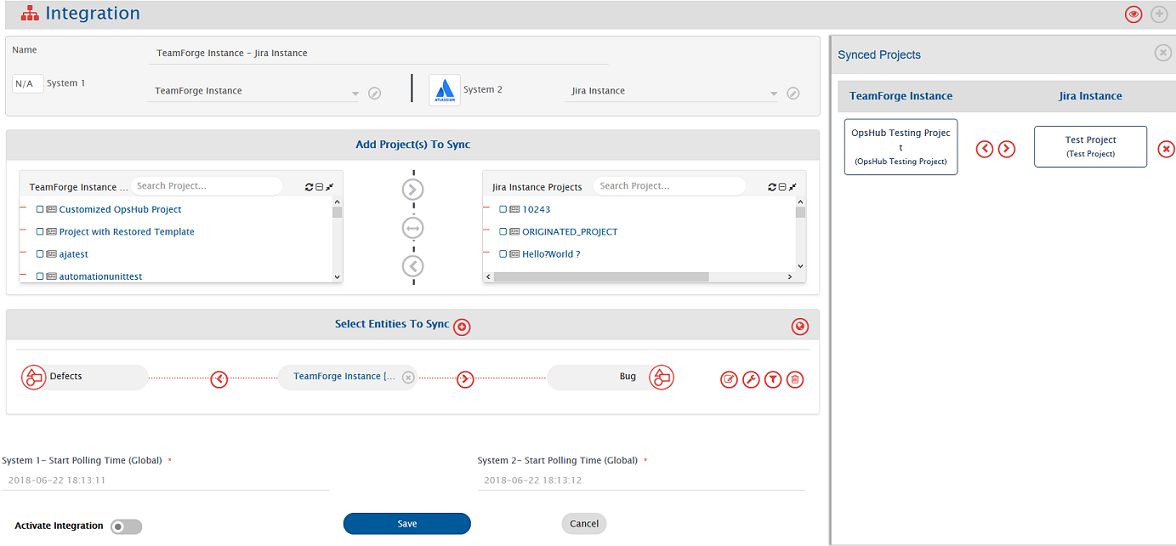 Integration
Name
TeamForge Instance - Jira Instance
N/A System 1
TeamForge Instance
ATLASSIAN
System 2
Jira Instance
Add Project(s) To Sync
TeamForge Instance ... Search Project...
Customized OpsHub Project
Project with Restored Template
ajatest
automationunittest
Jira Instance Projects Search Project...
10243
ORIGINATED_PROJECT
Hello?World ?
Select Entities To Sync
Defects
TeamForge Instance [...
Bug
System 1- Start Polling Time (Global) *
2018-06-22 18:13:11
System 2- Start Polling Time (Global) *
2018-06-22 18:13:12
Activate Integration
Save
Cancel
Synced Projects
TeamForge Instance
Jira Instance
OpsHub Testing Projec
t
(OpsHub Testing Project)
Test Project
(Test Project)